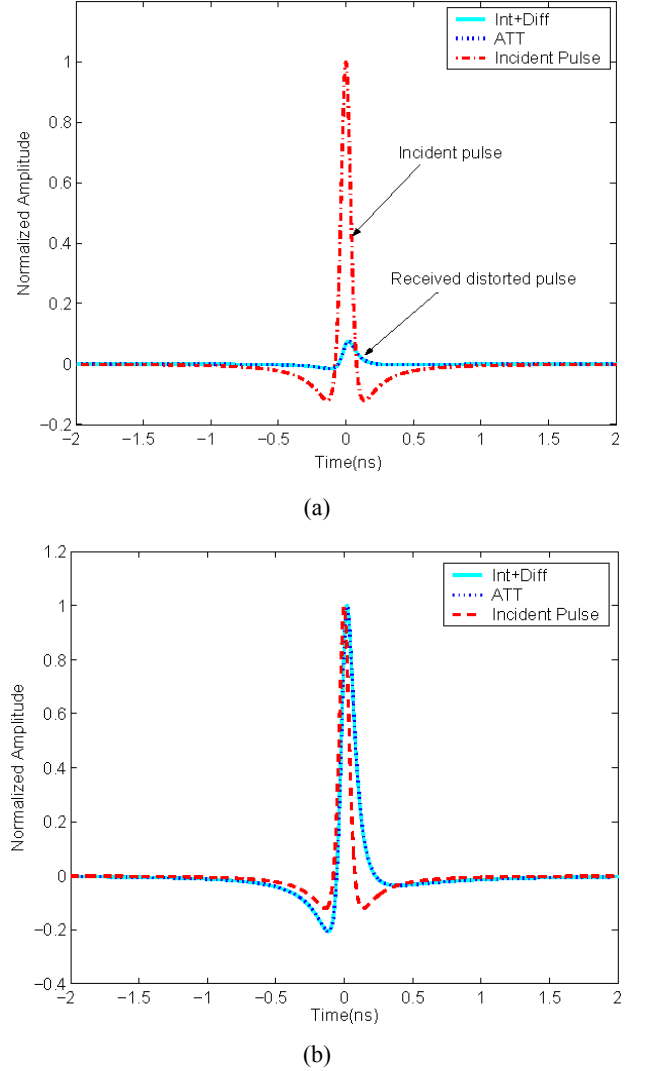 Int+Diff
ATT
Incident Pulse
1
0.8
0.6
0.4
0.2
0
−0.2
Normalized Amplitude
Incident pulse
Received distorted pulse
−2 −1.5 −1 −0.5 0 0.5 1 1.5 2
Time(ns)
(a)
Int+Diff
ATT
Incident Pulse
1.2
1
0.8
0.6
0.4
0.2
0
−0.2
−0.4
Normalized Amplitude
−2 −1.5 −1 −0.5 0 0.5 1 1.5 2
Time(ns)
(b)